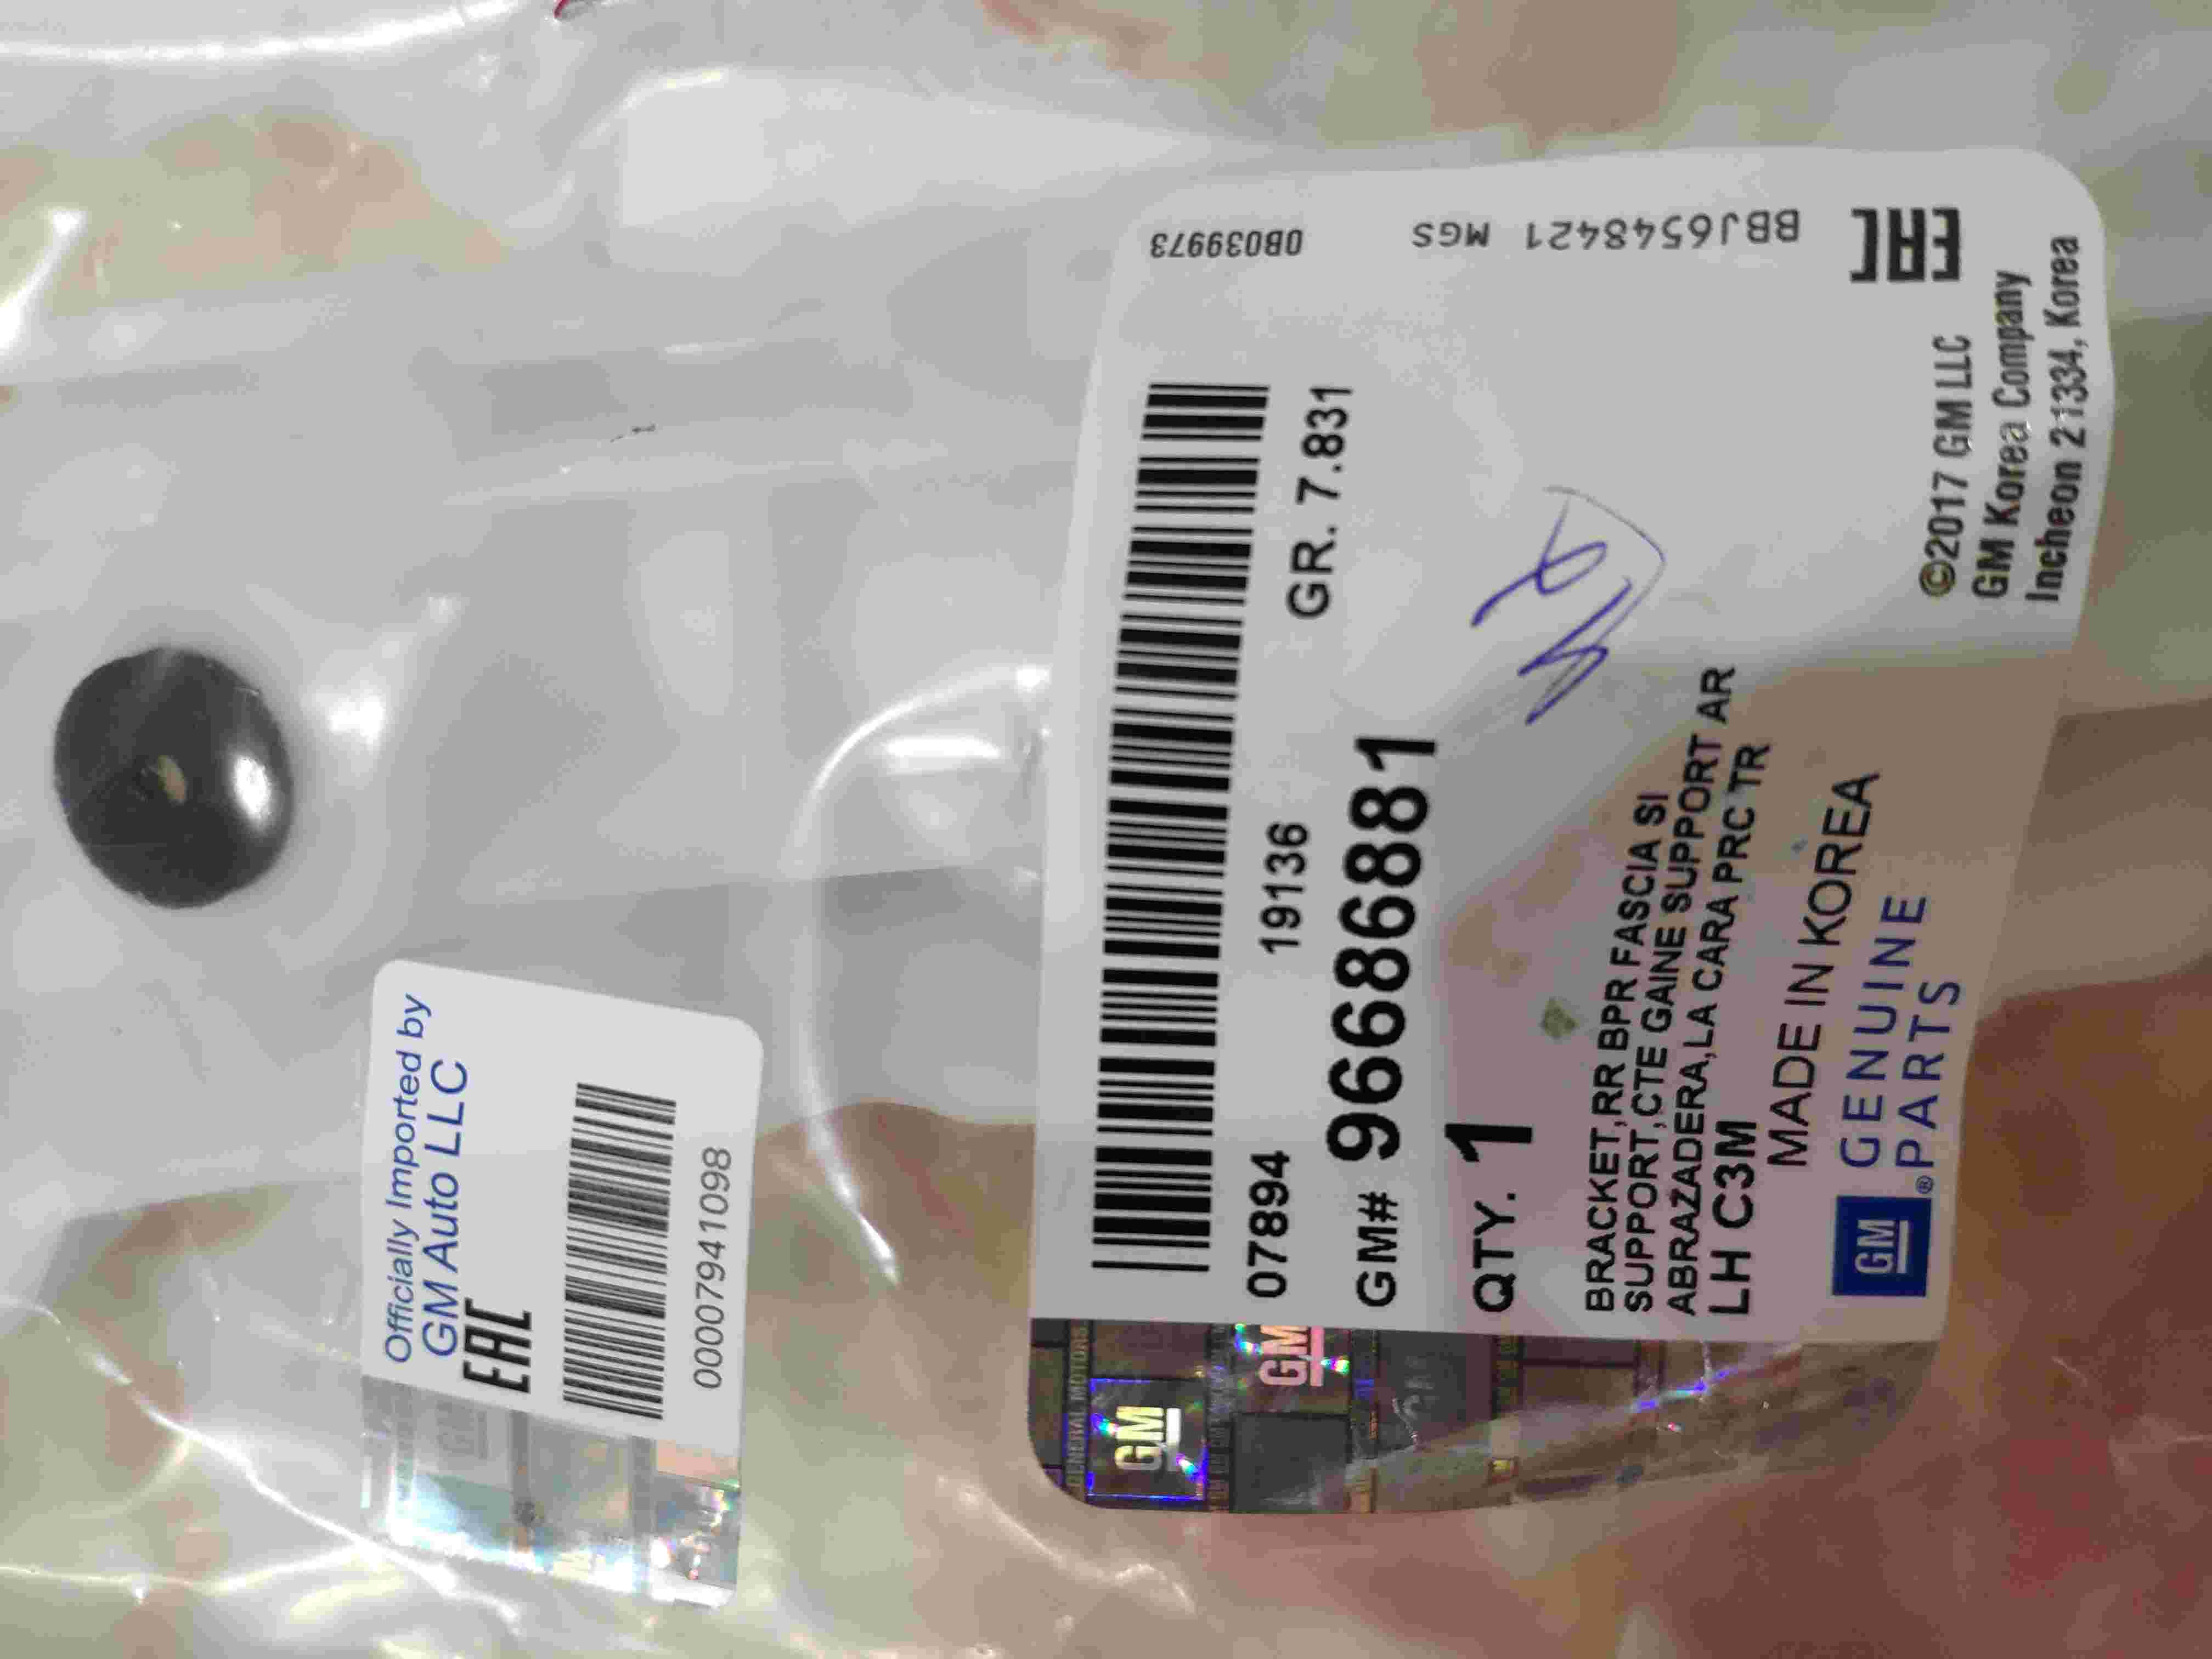 Officially Imported by
GM Auto LLC
EAC
00007941098
GENERAL MOTORS
GM
GM
07894 19136 GR. 7.831
GM# 96686881
QTY. 1
BRACKET,RR BPR FASCIA SI
SUPPORT,CTE GAINE SUPPORT AR
ABRAZADERA,LA CARA PRC TR
LH C3M
MADE IN KOREA
GM GENUINE
®PARTS
©2017 GM LLC
GM Korea Company
Incheon 21334, Korea
0B039973
BBJ6548421 MGS
EAC